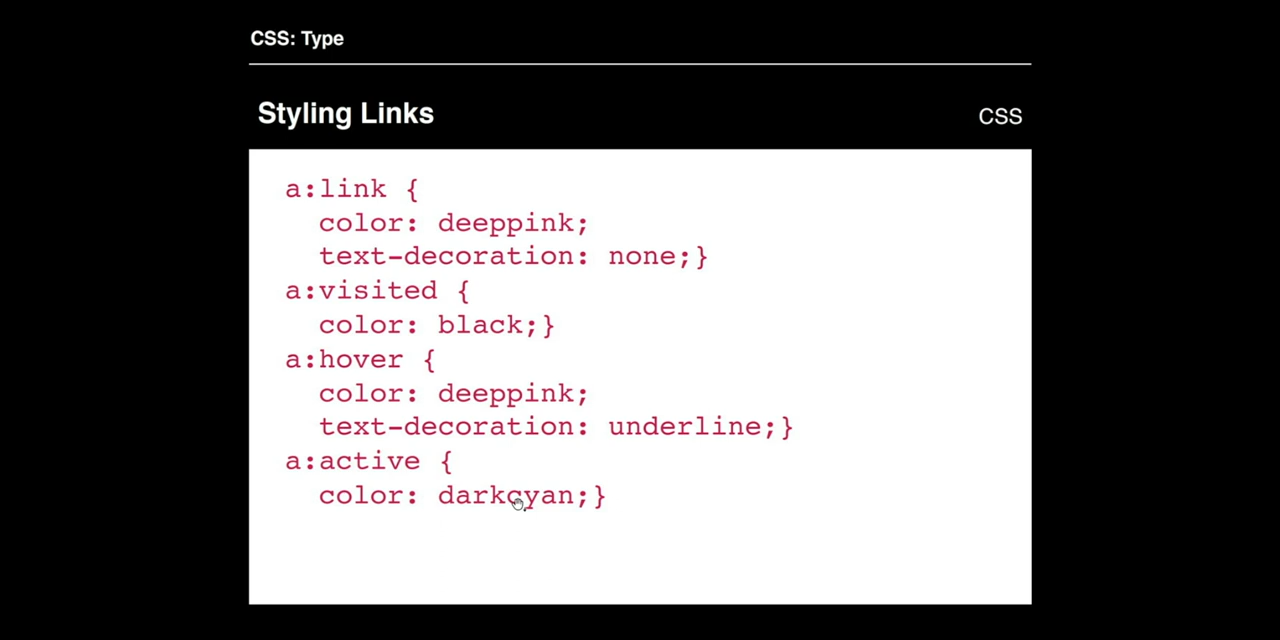 CSS: Type
Styling Links
CSS
a:link {
color: deeppink;
text-decoration: none;}
a:visited {
color: black;}
a:hover {
color: deeppink;
text-decoration: underline;}
a:active {
color: darkcyan;}